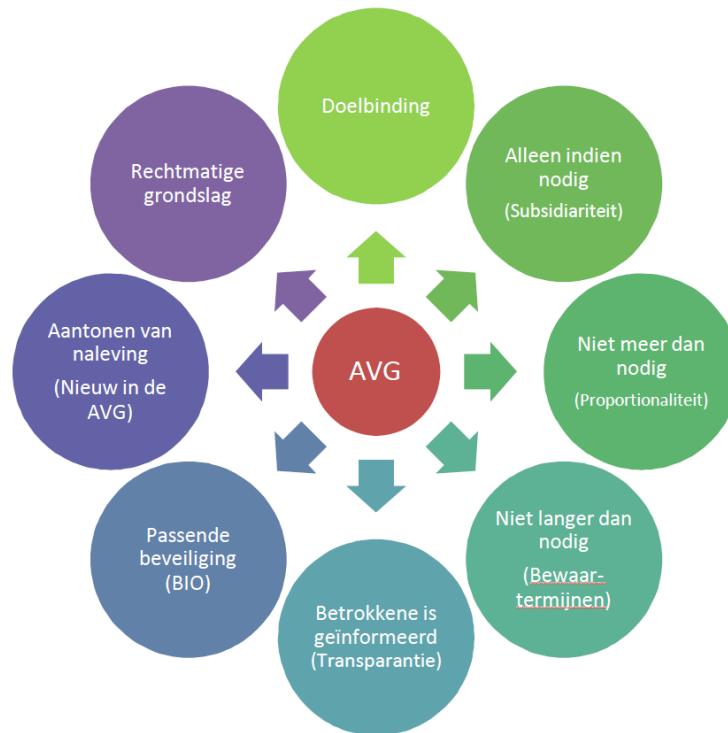 Doelbinding
Alleen indien
nodig
(Subsidiariteit)
Niet meer dan
nodig
(Proportionaliteit)
Niet langer dan
nodig
(Bewaar-
termijnen)
Betrokkene is
geïnformeerd
(Transparantie)
Passende
beveiliging
(BIO)
Aantonen van
naleving
(Nieuw in de
AVG)
Rechtmatige
grondslag
AVG